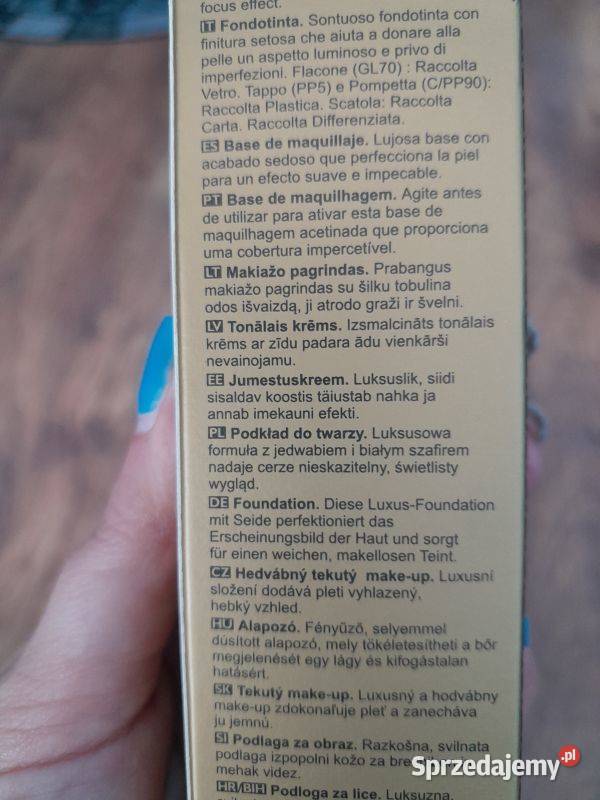 focus effect.
IT Fondotinta. Sontuoso fondotinta con
finitura setosa che aiuta a donare alla
pelle un aspetto luminoso e privo di
imperfezioni. Flacone (GL70) : Raccolta
Vetro. Tappo (PP5) e Pompetta (C/PP90):
Raccolta Plastica. Scatola: Raccolta
Carta. Raccolta Differenziata.
ES Base de maquillaje. Lujosa base con
acabado sedoso que perfecciona la piel
para un efecto suave e impecable.
PT Base de maquilhagem. Agite antes
de utilizar para ativar esta base de
maquilhagem acetinada que proporciona
uma cobertura impercetível.
LT Makiažo pagrindas. Prabangus
makiažo pagrindas su šilku tobulina
odos išvaizdą, ji atrodo graži ir švelni.
LV Tonālais krēms. Izsmalcināts tonālais
krēms ar zīdu padara ādu vienkārši
nevainojamu.
EE Jumestuskreem. Luksuslik, siidi
sisaldav koostis täiustab nahka ja
annab imekauni efekti.
PL Podkład do twarzy. Luksusowa
formuła z jedwabiem i białym szafirem
nadaje cerze nieskazitelny, świetlisty
wygląd.
DE Foundation. Diese Luxus-Foundation
mit Seide perfektioniert das
Erscheinungsbild der Haut und sorgt
für einen weichen, makellosen Teint.
CZ Hedvábný tekutý make-up. Luxusní
složení dodává pleti vyhlazený,
hebký vzhled.
HU Alapozó. Fényűző, selyemmel
dúsított alapozó, mely tökéletesítheti a bőr
megjelenését egy lágy és kifogástalan
hatásért.
SK Tekutý make-up. Luxusný a hodvábny
make-up zdokonaľuje pleť a zanecháva
ju jemnú.
SI Podlaga za obraz. Razkošna, svilnata
podlaga izpopolni kožo za
mehak videz.
HR/BIH Podloga za lice. Luksuzna,
Sprzedajemy.pl